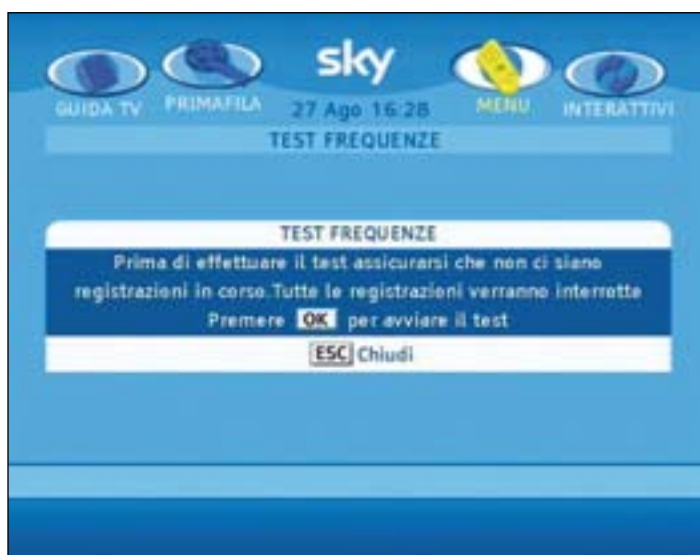 sky
GUIDA TV PRIMAFILA 27 Ago 16:28 MENU INTERATTIVI
TEST FREQUENZE
TEST FREQUENZE
Prima di effettuare il test assicurarsi che non ci siano
registrazioni in corso.Tutte le registrazioni verranno interrotte
Premere OK per avviare il test
ESC Chiudi